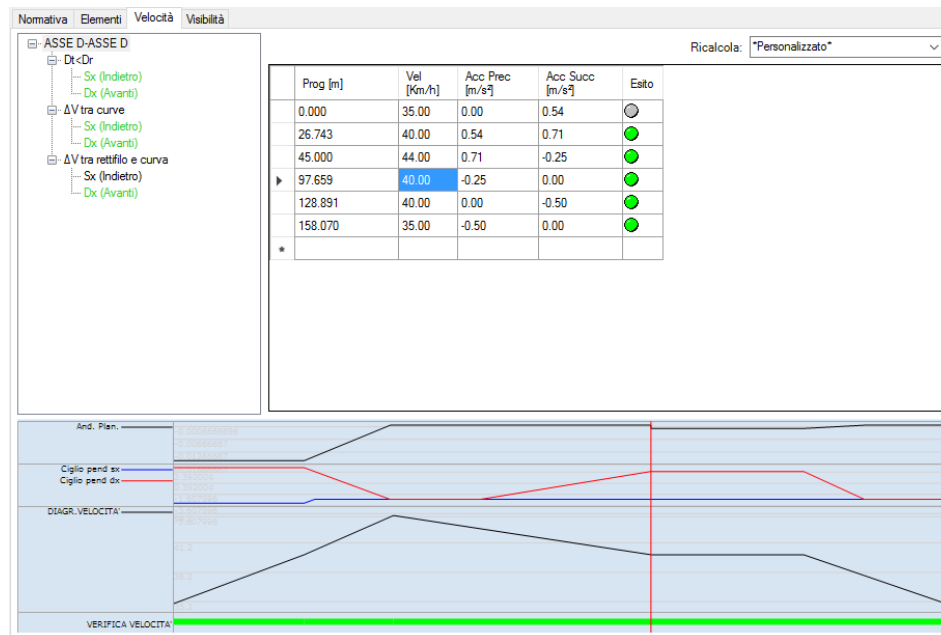 Normativa Elementi Velocità Visibilità
ASSE D-ASSE D
Dt<Dr
Sx (Indietro)
Dx (Avanti)
ΔV tra curve
Sx (Indietro)
Dx (Avanti)
ΔV tra rettifilo e curva
Sx (Indietro)
Dx (Avanti)
Ricalcola: *Personalizzato*
Prog [m] Vel [Km/h] Acc Prec [m/s²] Acc Succ [m/s²] Esito
0.000 35.00 0.00 0.54
26.743 40.00 0.54 0.71
45.000 44.00 0.71 -0.25
97.659 40.00 -0.25 0.00
128.891 40.00 0.00 -0.50
158.070 35.00 -0.50 0.00
*
And. Plan.
Ciglio pend sx
Ciglio pend dx
DIAGR.VELOCITA'
VERIFICA VELOCITA'